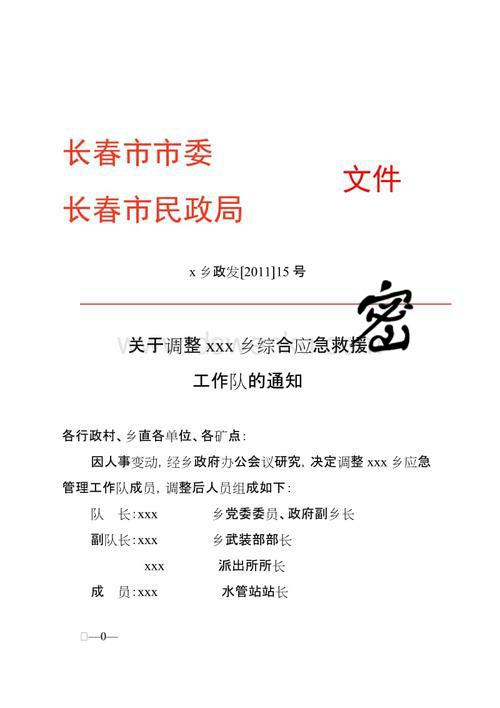 长春市市委
长春市民政局
文件
x 乡政发[2011]15 号
密
关于调整 xxx 乡综合应急救援
工作队的通知
各行政村、乡直各单位、各矿点：
因人事变动，经乡政府办公会议研究，决定调整 xxx 乡应急
管理工作队成员，调整后人员组成如下：
队 长：xxx 乡党委委员、政府副乡长
副队长：xxx 乡武装部部长
xxx 派出所所长
成 员：xxx 水管站站长
—0—